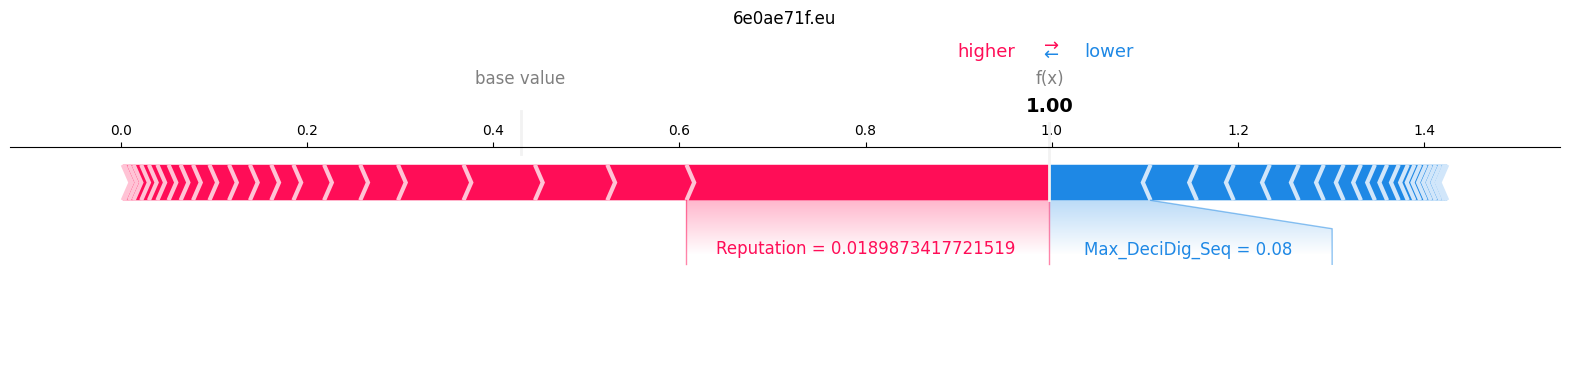 6e0ae71f.eu
higher ⇄ lower
base value f(x)
1.00
0.0 0.2 0.4 0.6 0.8 1.0 1.2 1.4
Reputation = 0.0189873417721519 Max_DeciDig_Seq = 0.08